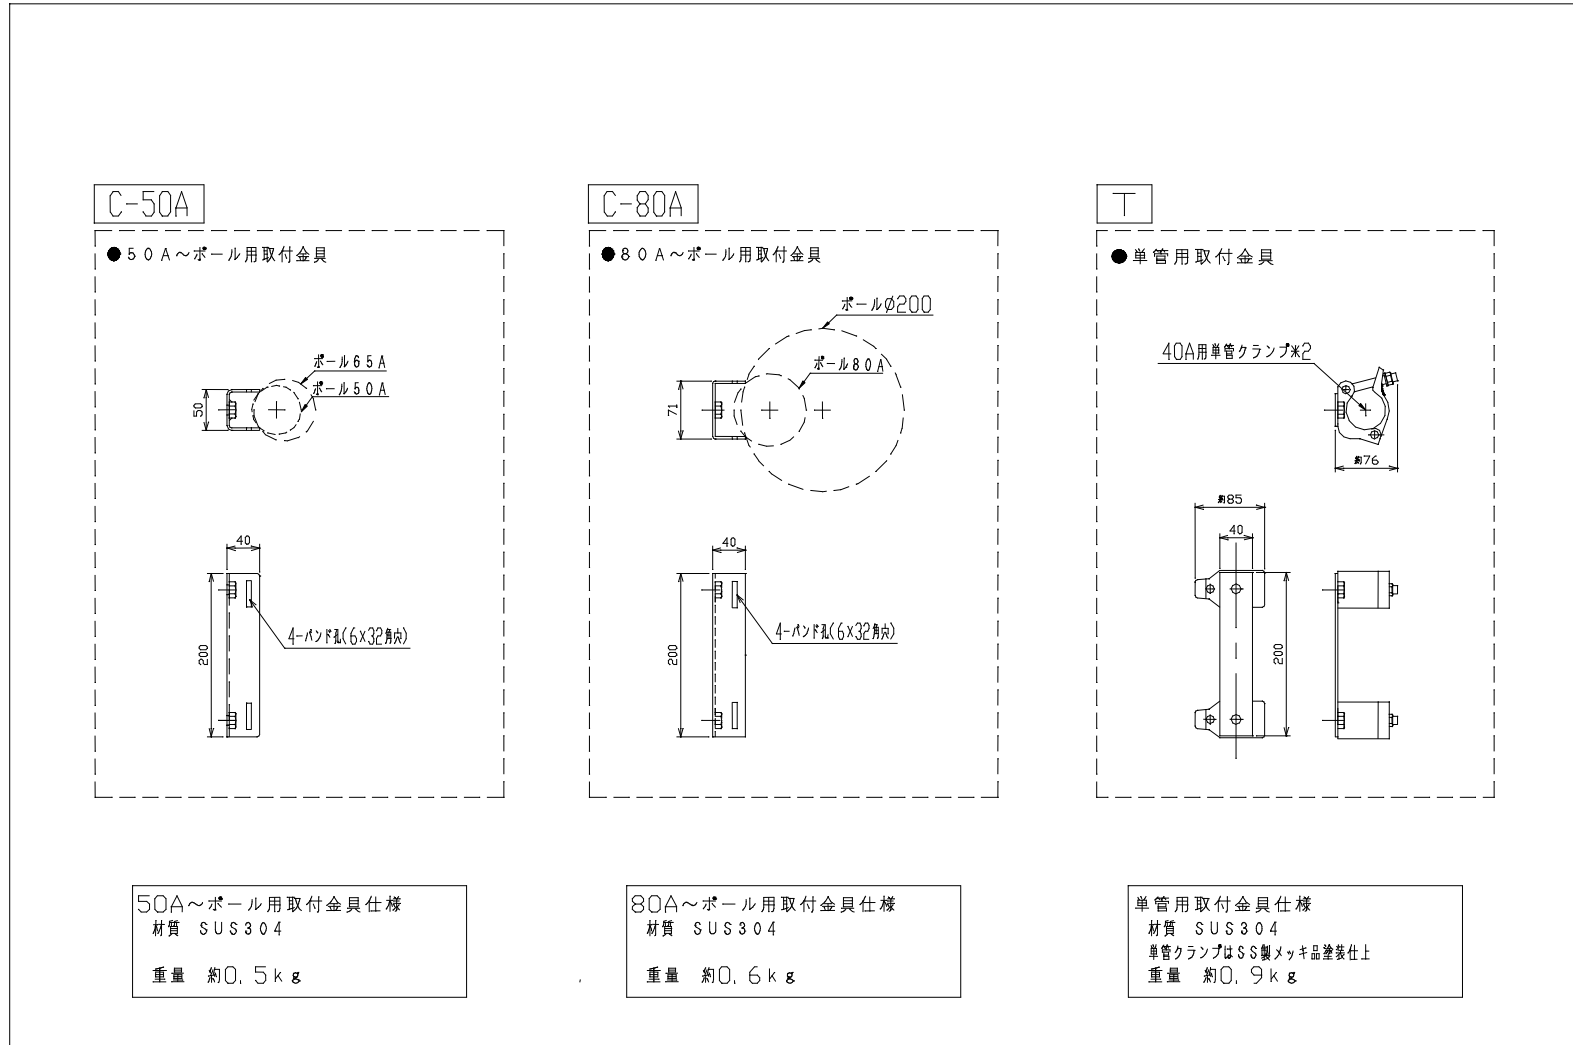 C-50A
●50A～ポール用取付金具
ポール65A
ポール50A
50
40
200
4-バンド孔(6×32角穴)
50A～ポール用取付金具仕様
材質 SUS304
重量 約0.5kg
C-80A
●80A～ポール用取付金具
ポールφ200
ポール80A
71
40
200
4-バンド孔(6×32角穴)
80A～ポール用取付金具仕様
材質 SUS304
重量 約0.6kg
T
●単管用取付金具
40A用単管クランプ※2
約76
約85
40
200
単管用取付金具仕様
材質 SUS304
単管クランプはSS製メッキ品塗装仕上
重量 約0.9kg